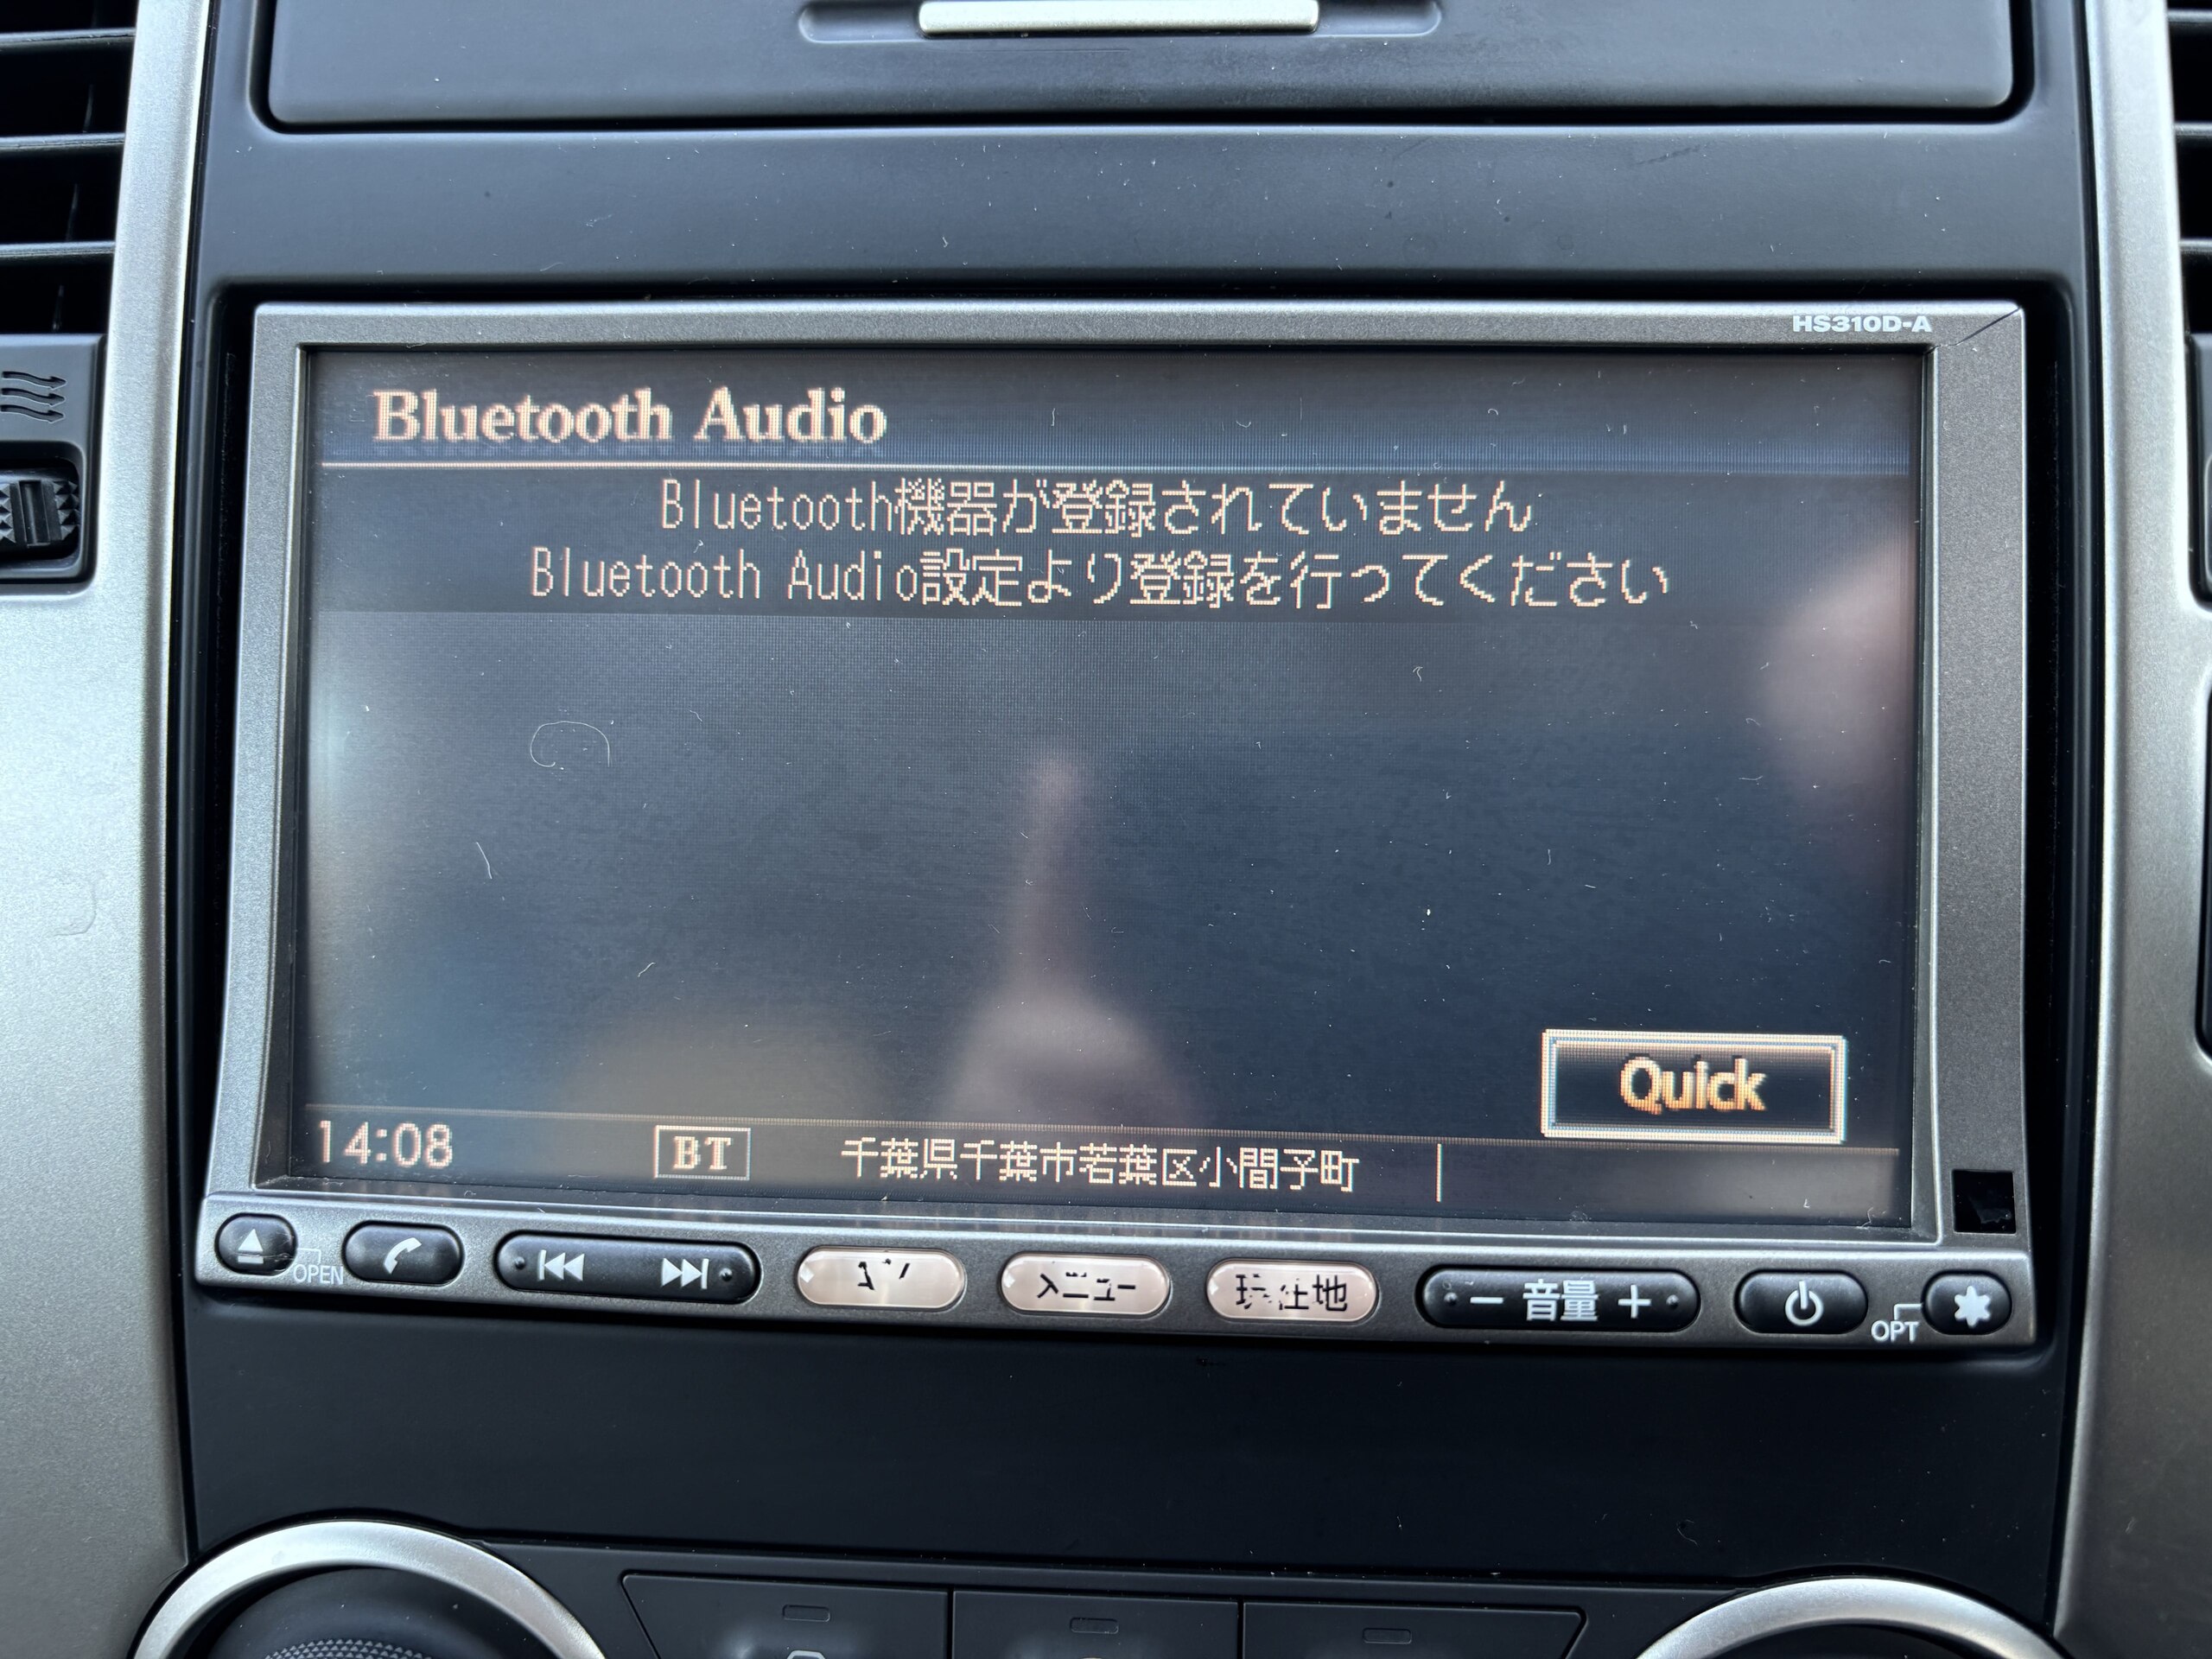 HS310D-A
Bluetooth Audio
Bluetooth機器が登録されていません
Bluetooth Audio設定より登録を行ってください
Quick
14:08 BT 千葉県千葉市若葉区小間子町
OPEN メニュー 現在地 － 音量 ＋ OPT